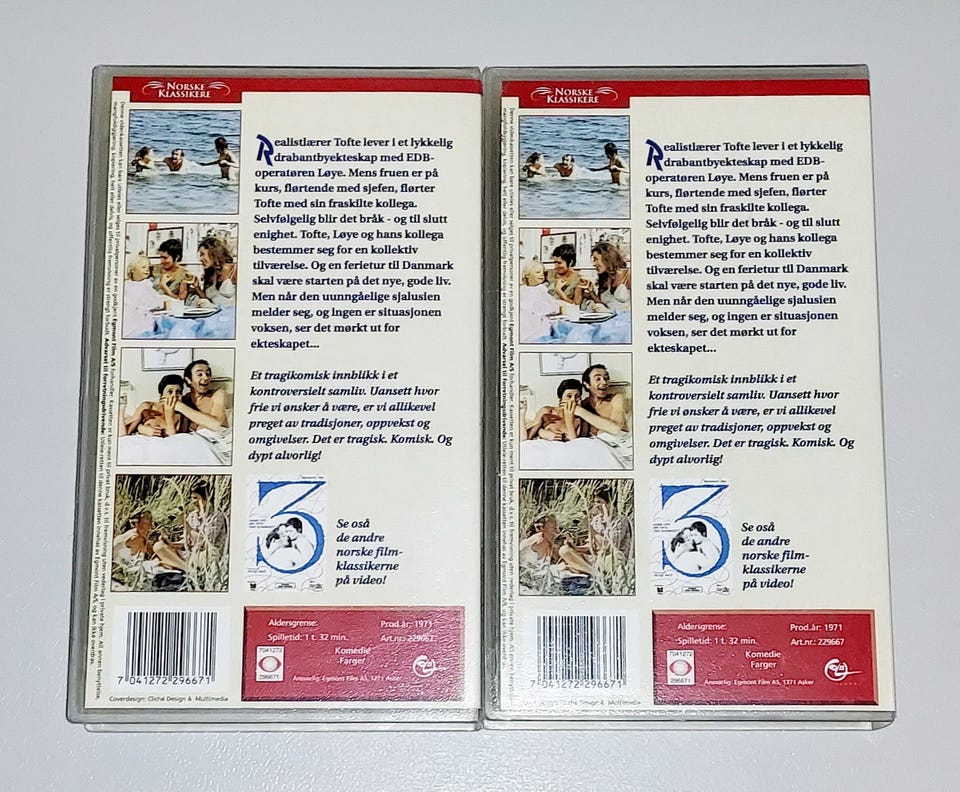 NORSKE
KLASSIKERE
Realistlærer Tofte lever i et lykkelig
drabantbyekteskap med EDB-
operatøren Løye. Mens fruen er på
kurs, flørtende med sjefen, flørter
Tofte med sin fraskilte kollega.
Selvfølgelig blir det bråk - og til slutt
enighet. Tofte, Løye og hans kollega
bestemmer seg for en kollektiv
tilværelse. Og en ferietur til Danmark
skal være starten på det nye, gode liv.
Men når den uunngåelige sjalusien
melder seg, og ingen er situasjonen
voksen, ser det mørkt ut for
ekteskapet...
Et tragikomisk innblikk i et
kontroversielt samliv. Uansett hvor
frie vi ønsker å være, er vi allikevel
preget av tradisjoner, oppvekst og
omgivelser. Det er tragisk. Komisk. Og
dypt alvorlig!
3
Se oså
de andre
norske film-
klassikerne
på video!
Aldersgrense:
Prod.år: 1971
Spilletid: 1 t. 32 min.
Art.nr.: 229667
Komedie
Farger
7041272
296671
Ansvarlig: Egmont Film AS, 1371 Asker
7 041272 296671
Coverdesign: Cliché Design & Multimedia
NORSKE
KLASSIKERE
Realistlærer Tofte lever i et lykkelig
drabantbyekteskap med EDB-
operatøren Løye. Mens fruen er på
kurs, flørtende med sjefen, flørter
Tofte med sin fraskilte kollega.
Selvfølgelig blir det bråk - og til slutt
enighet. Tofte, Løye og hans kollega
bestemmer seg for en kollektiv
tilværelse. Og en ferietur til Danmark
skal være starten på det nye, gode liv.
Men når den uunngåelige sjalusien
melder seg, og ingen er situasjonen
voksen, ser det mørkt ut for
ekteskapet...
Et tragikomisk innblikk i et
kontroversielt samliv. Uansett hvor
frie vi ønsker å være, er vi allikevel
preget av tradisjoner, oppvekst og
omgivelser. Det er tragisk. Komisk. Og
dypt alvorlig!
3
Se oså
de andre
norske film-
klassikerne
på video!
Aldersgrense:
Prod.år: 1971
Spilletid: 1 t. 32 min.
Art.nr.: 229667
Komedie
Farger
7041272
296671
Ansvarlig: Egmont Film AS, 1371 Asker
7 041272 296671
Coverdesign: Cliché Design & Multimedia